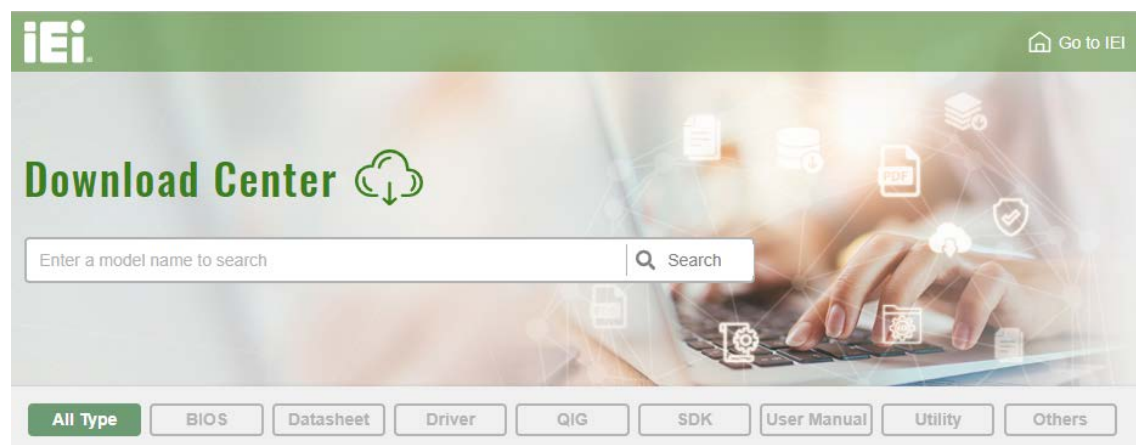 iEi.
Go to IEI
Download Center
Enter a model name to search
Search
PDF
All Type
BIOS
Datasheet
Driver
QIG
SDK
User Manual
Utility
Others